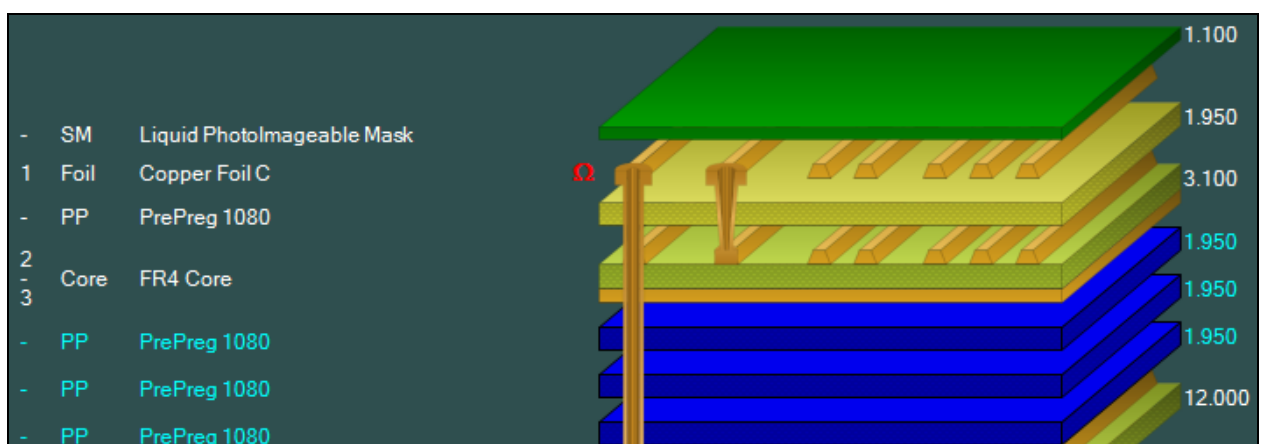 1.100
- SM Liquid PhotoImageable Mask
1.950
1 Foil Copper Foil C Ω
3.100
- PP PrePreg 1080
1.950
2
-
3
Core FR4 Core
1.950
- PP PrePreg 1080
1.950
- PP PrePreg 1080
12.000
- PP PrePreg 1080